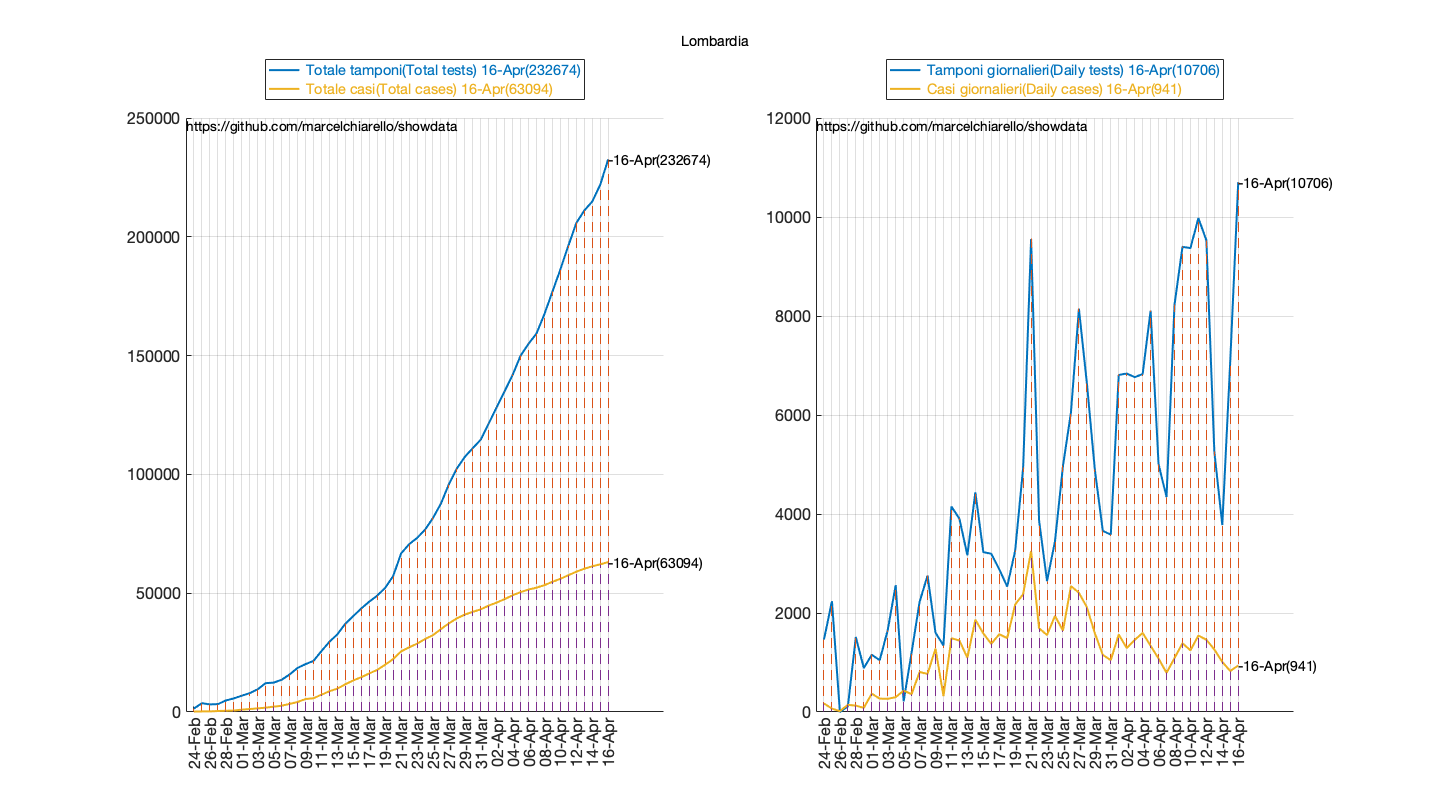 Lombardia
Totale tamponi(Total tests) 16-Apr(232674)
Totale casi(Total cases) 16-Apr(63094)
250000
https://github.com/marcelchiarello/showdata
16-Apr(232674)
200000
150000
100000
16-Apr(63094)
50000
0
24-Feb
26-Feb
28-Feb
01-Mar
03-Mar
05-Mar
07-Mar
09-Mar
11-Mar
13-Mar
15-Mar
17-Mar
19-Mar
21-Mar
23-Mar
25-Mar
27-Mar
29-Mar
31-Mar
02-Apr
04-Apr
06-Apr
08-Apr
10-Apr
12-Apr
14-Apr
16-Apr
Tamponi giornalieri(Daily tests) 16-Apr(10706)
Casi giornalieri(Daily cases) 16-Apr(941)
12000
https://github.com/marcelchiarello/showdata
16-Apr(10706)
10000
8000
6000
4000
2000
16-Apr(941)
0
24-Feb
26-Feb
28-Feb
01-Mar
03-Mar
05-Mar
07-Mar
09-Mar
11-Mar
13-Mar
15-Mar
17-Mar
19-Mar
21-Mar
23-Mar
25-Mar
27-Mar
29-Mar
31-Mar
02-Apr
04-Apr
06-Apr
08-Apr
10-Apr
12-Apr
14-Apr
16-Apr